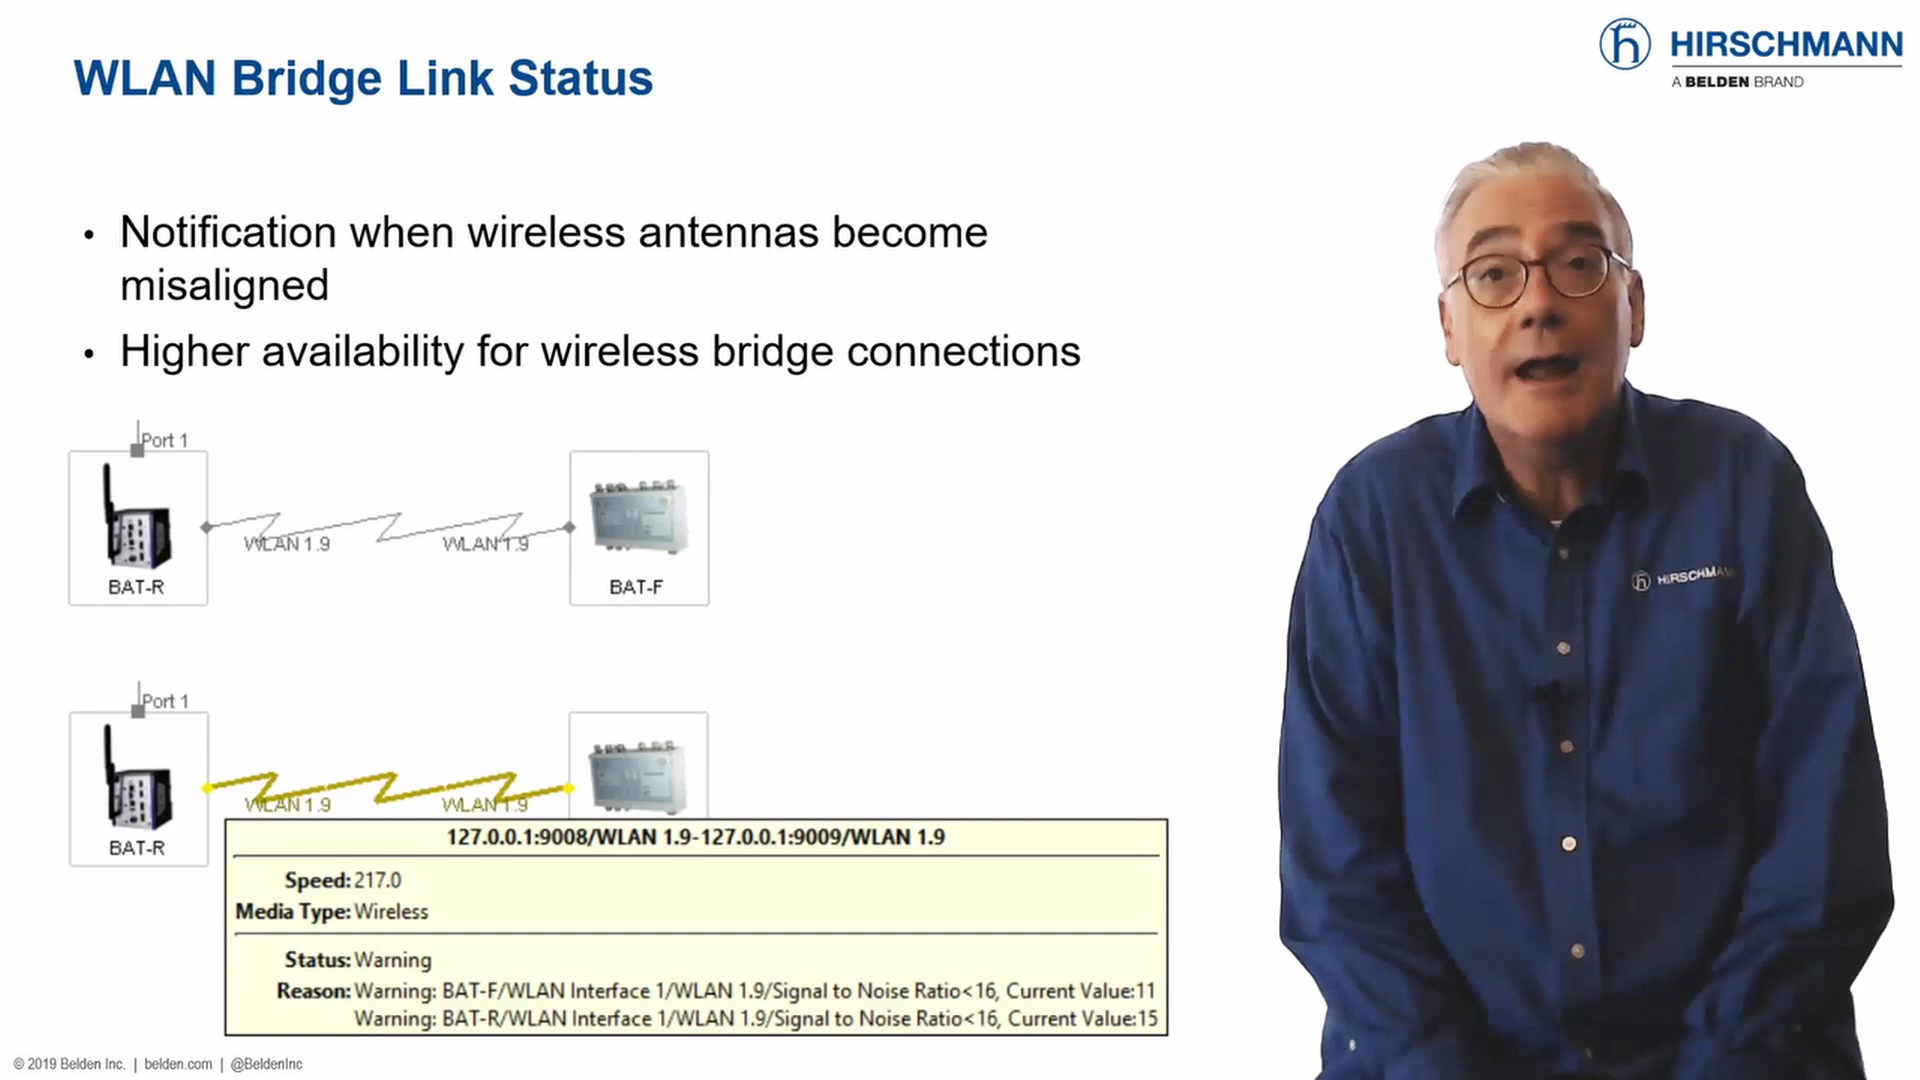 WLAN Bridge Link Status
HIRSCHMANN
A BELDEN BRAND
• Notification when wireless antennas become
misaligned
• Higher availability for wireless bridge connections
Port 1
WLAN 1.9
WLAN 1.9
BAT-R
BAT-F
HIRSCHMANN
Port 1
WLAN 1.9
WLAN 1.9
BAT-R
127.0.0.1:9008/WLAN 1.9-127.0.0.1:9009/WLAN 1.9
Speed: 217.0
Media Type: Wireless
Status: Warning
Reason: Warning: BAT-F/WLAN Interface 1/WLAN 1.9/Signal to Noise Ratio<16, Current Value:11
Warning: BAT-R/WLAN Interface 1/WLAN 1.9/Signal to Noise Ratio<16, Current Value:15
© 2019 Belden Inc. | belden.com | @BeldenInc